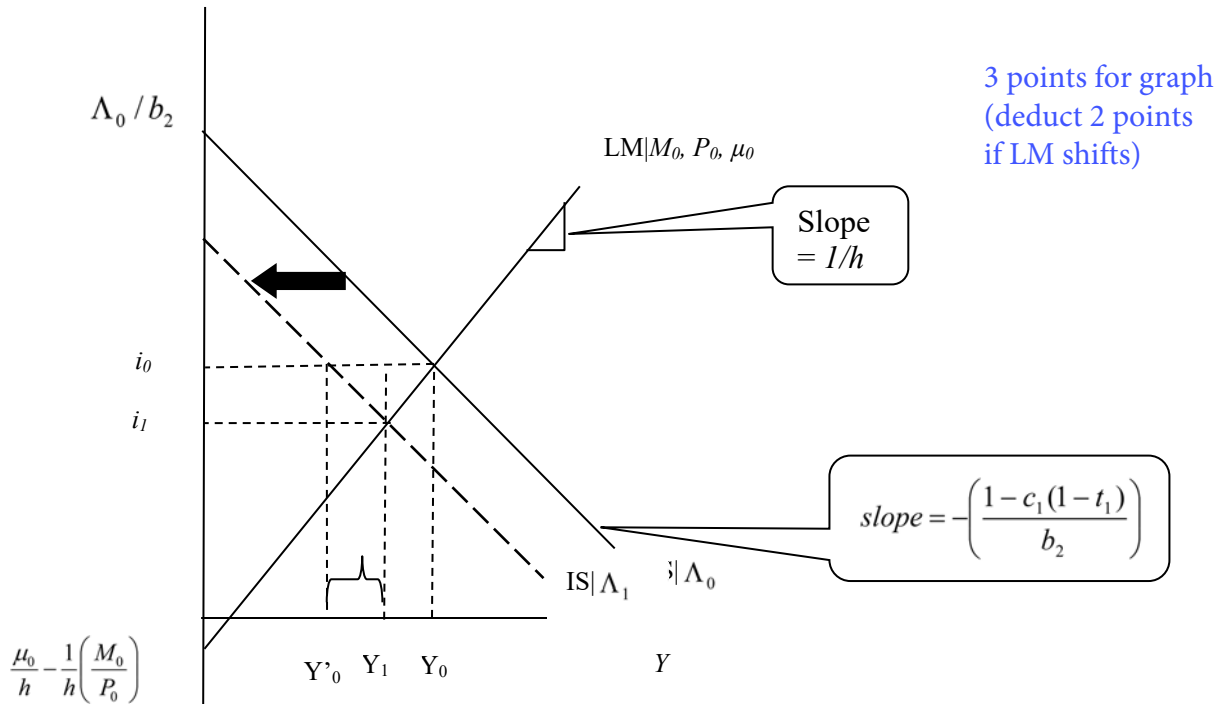 3 points for graph
(deduct 2 points
if LM shifts)
Λ₀ / b₂
LM|M₀, P₀, μ₀
Slope
= 1/h
i₀
i₁
slope = −((1 − c₁(1 − t₁)) / b₂)
IS|Λ₁
S|Λ₀
μ₀/h − 1/h (M₀/P₀)
Y’₀ Y₁ Y₀ Y